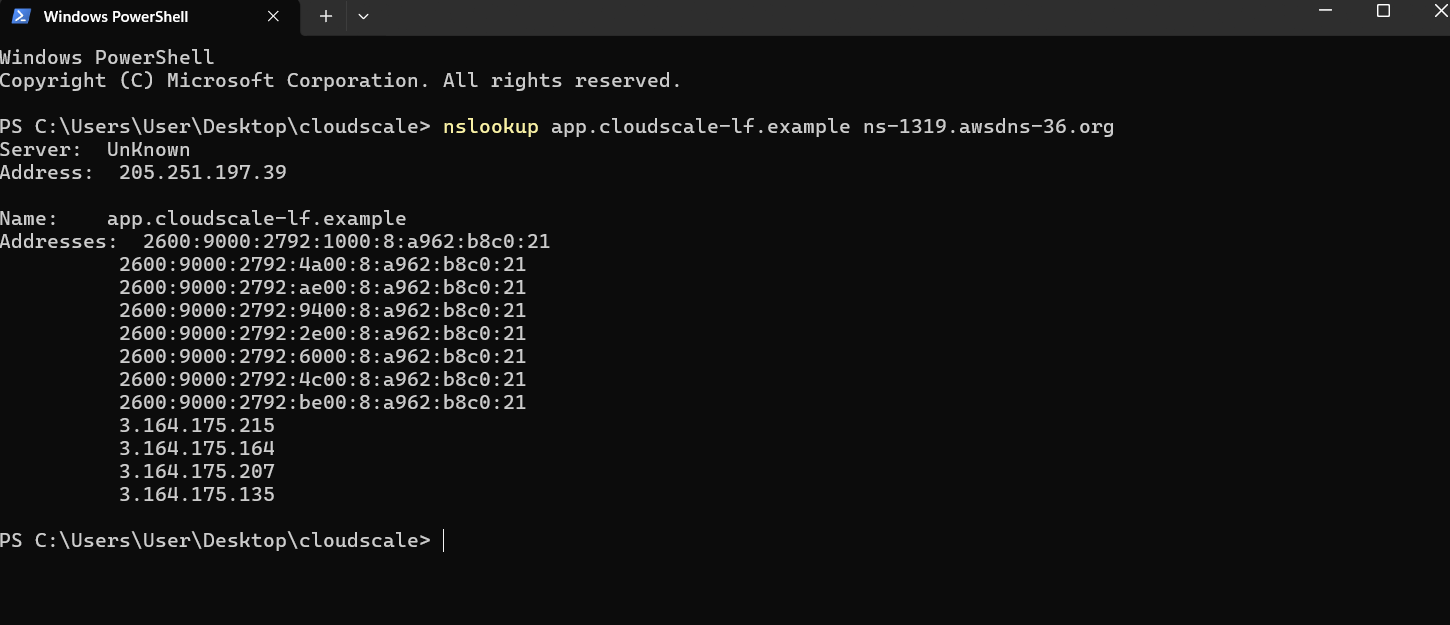 Windows PowerShell
Windows PowerShell
Copyright (C) Microsoft Corporation. All rights reserved.
PS C:\Users\User\Desktop\cloudscale> nslookup app.cloudscale-lf.example ns-1319.awsdns-36.org
Server:  UnKnown
Address:  205.251.197.39
Name:    app.cloudscale-lf.example
Addresses:  2600:9000:2792:1000:8:a962:b8c0:21
2600:9000:2792:4a00:8:a962:b8c0:21
2600:9000:2792:ae00:8:a962:b8c0:21
2600:9000:2792:9400:8:a962:b8c0:21
2600:9000:2792:2e00:8:a962:b8c0:21
2600:9000:2792:6000:8:a962:b8c0:21
2600:9000:2792:4c00:8:a962:b8c0:21
2600:9000:2792:be00:8:a962:b8c0:21
3.164.175.215
3.164.175.164
3.164.175.207
3.164.175.135
PS C:\Users\User\Desktop\cloudscale>